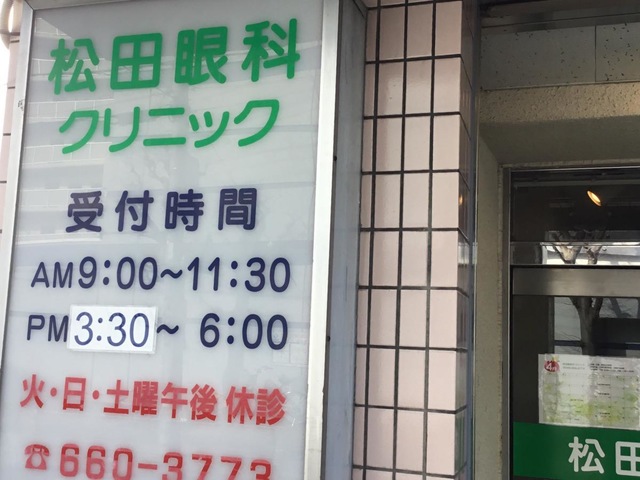 松田眼科
クリニック
受付時間
AM9:00~11:30
PM3:30~ 6:00
火・日・土曜午後 休診
☎660-3773
松田